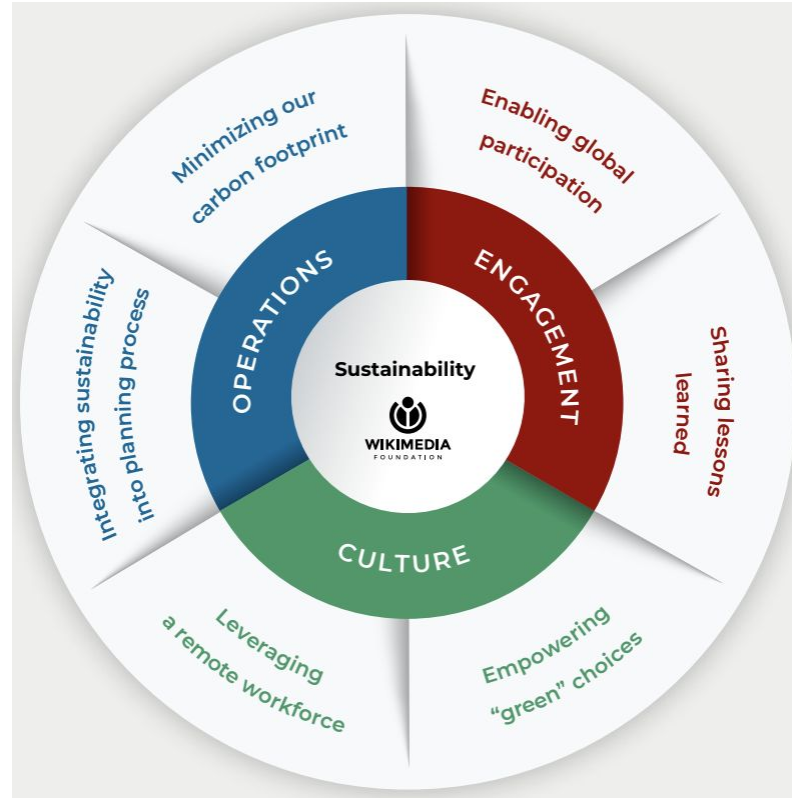 Sustainability
WIKIMEDIA
FOUNDATION
OPERATIONS
Minimizing our
carbon footprint
Integrating sustainability
into planning process
ENGAGEMENT
Enabling global
participation
Sharing lessons
learned
CULTURE
Leveraging
a remote workforce
Empowering
“green” choices